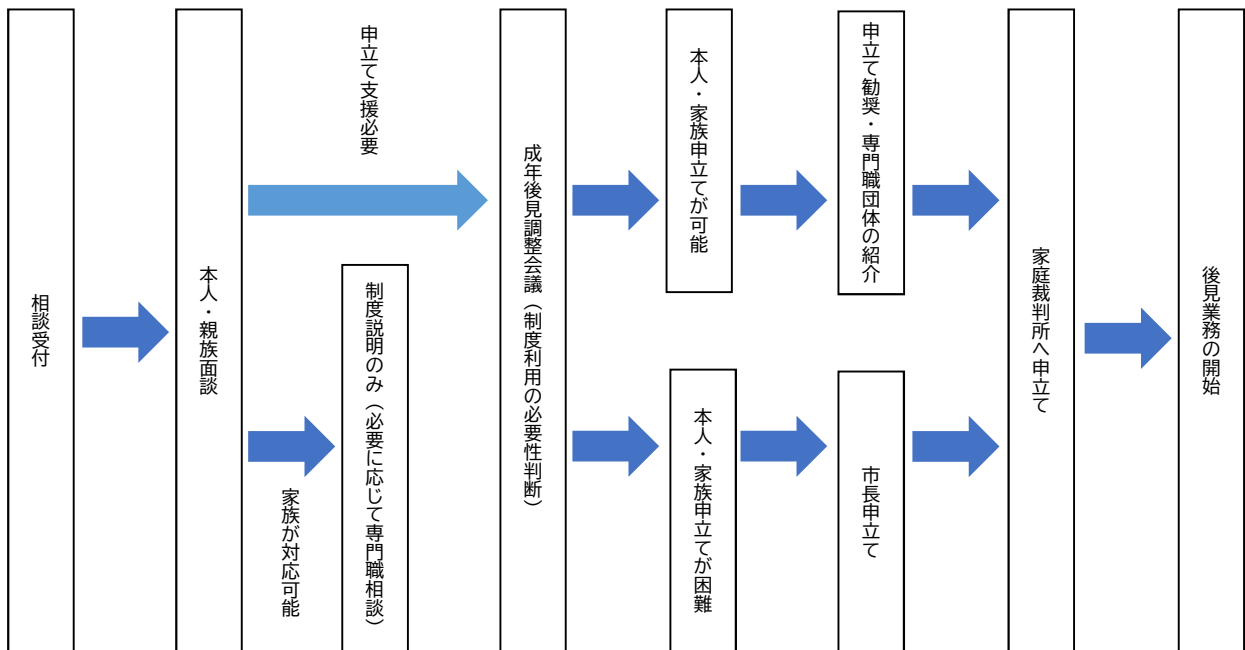 相談受付
本人・親族面談
申立て支援必要
家族が対応可能
制度説明のみ（必要に応じて専門職相談）
成年後見調整会議（制度利用の必要性判断）
本人・家族申立てが可能
申立て勧奨・専門職団体の紹介
本人・家族申立てが困難
市長申立て
家庭裁判所へ申立て
後見業務の開始